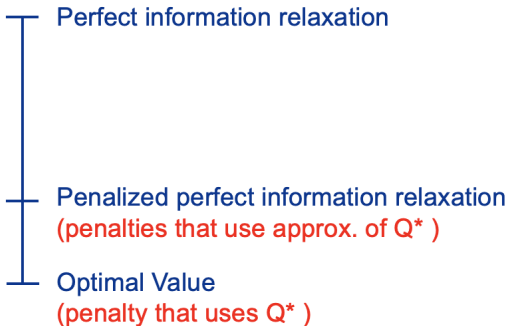 Perfect information relaxation
Penalized perfect information relaxation
(penalties that use approx. of Q* )
Optimal Value
(penalty that uses Q* )